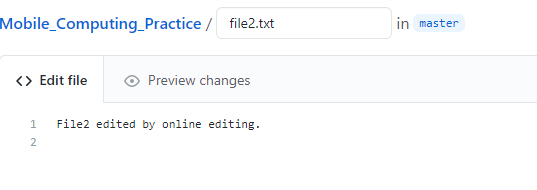 Mobile_Computing_Practice / file2.txt in master
<> Edit file Preview changes
1 File2 edited by online editing.
2